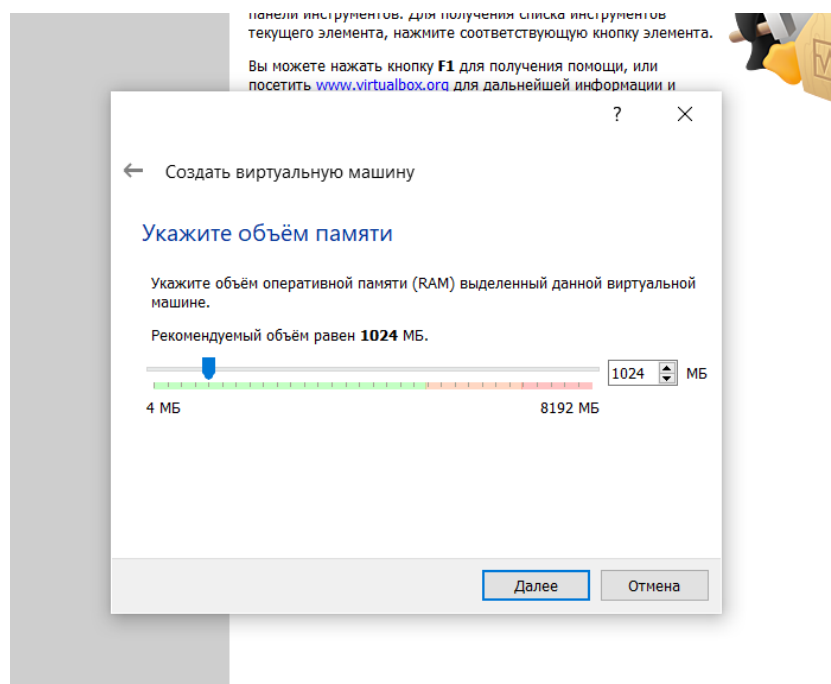 панели инструментов. Для получения списка инструментов
текущего элемента, нажмите соответствующую кнопку элемента.
Вы можете нажать кнопку F1 для получения помощи, или
посетить www.virtualbox.org для дальнейшей информации и
?
Создать виртуальную машину
Укажите объём памяти
Укажите объём оперативной памяти (RAM) выделенный данной виртуальной
машине.
Рекомендуемый объём равен 1024 МБ.
1024 МБ
4 МБ 8192 МБ
Далее Отмена